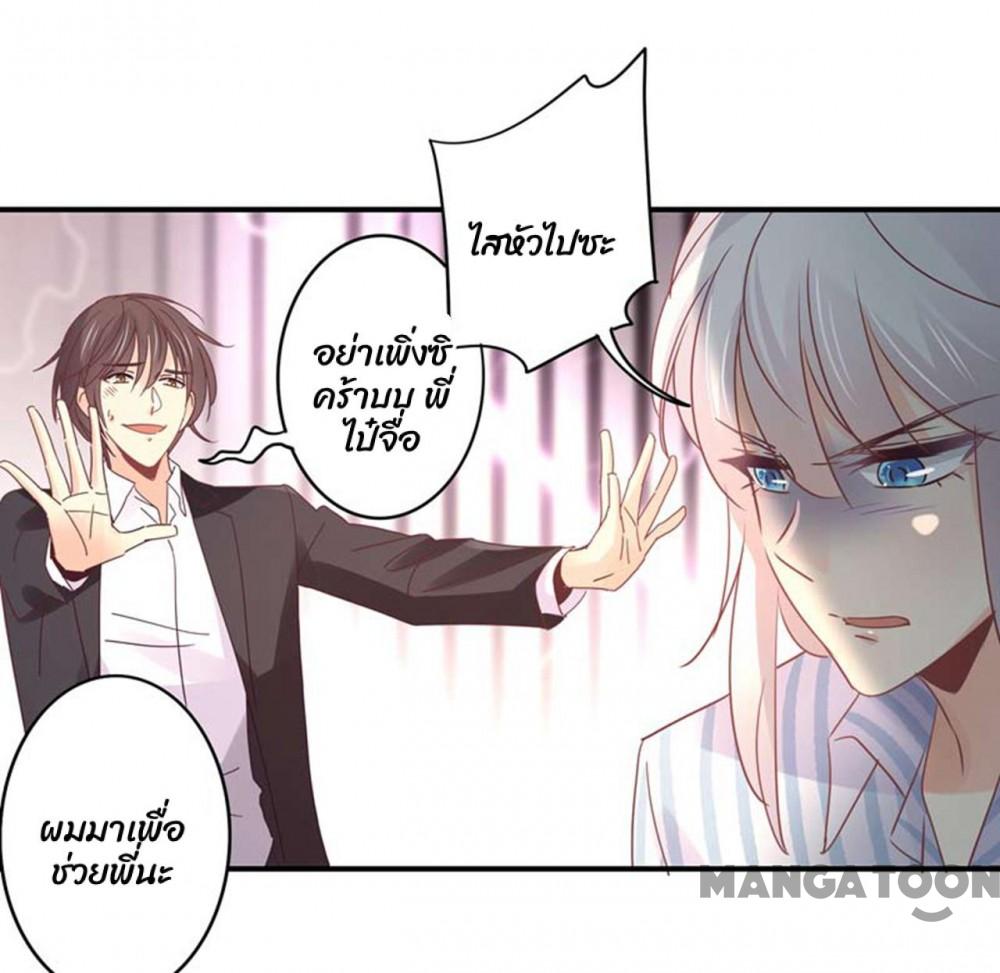 ไสหัวไปซะ
อย่าเพิ่งซิ
คร้าบบ พี่
ไป๋จื่อ
ผมมาเพื่อ
ช่วยพี่นะ
MANGATOON